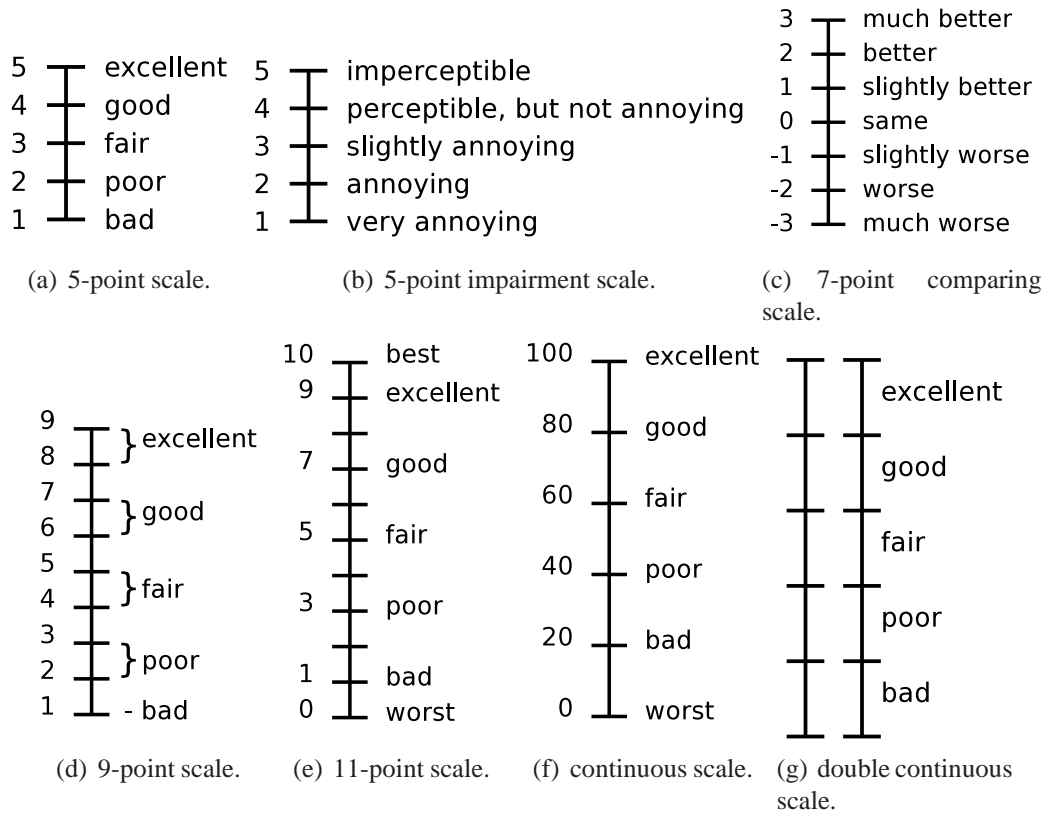 5 excellent
4 good
3 fair
2 poor
1 bad
(a) 5-point scale.
5 imperceptible
4 perceptible, but not annoying
3 slightly annoying
2 annoying
1 very annoying
(b) 5-point impairment scale.
3 much better
2 better
1 slightly better
0 same
-1 slightly worse
-2 worse
-3 much worse
(c) 7-point comparing
scale.
9
8 } excellent
7
6 } good
5
4 } fair
3
2 } poor
1 - bad
(d) 9-point scale.
10 best
9 excellent
7 good
5 fair
3 poor
1 bad
0 worst
(e) 11-point scale.
100 excellent
80 good
60 fair
40 poor
20 bad
0 worst
(f) continuous scale.
excellent
good
fair
poor
bad
(g) double continuous
scale.